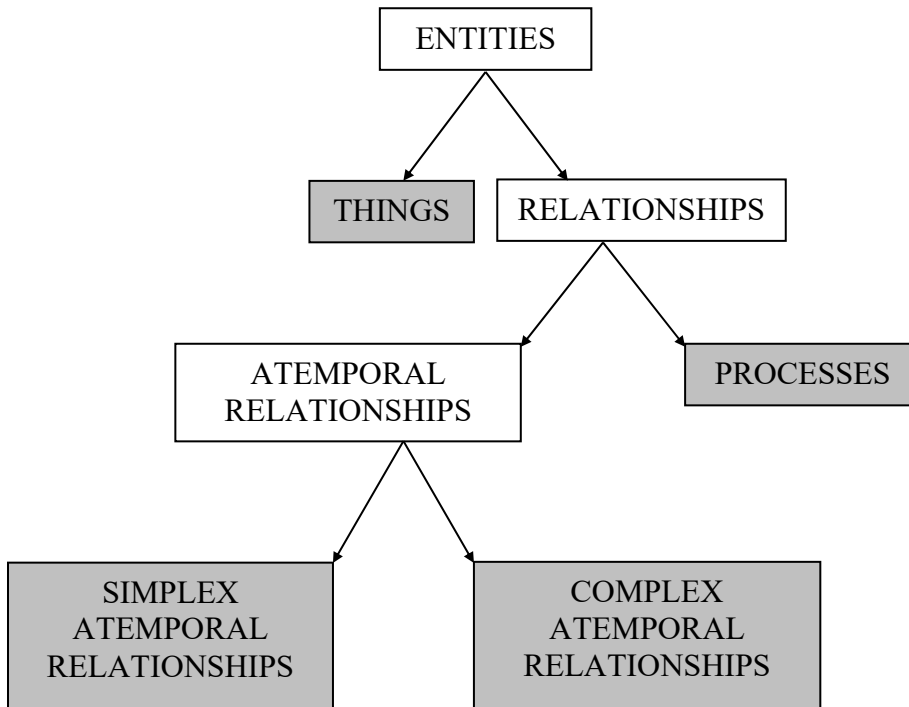 ENTITIES
THINGS
RELATIONSHIPS
ATEMPORAL
RELATIONSHIPS
PROCESSES
SIMPLEX
ATEMPORAL
RELATIONSHIPS
COMPLEX
ATEMPORAL
RELATIONSHIPS